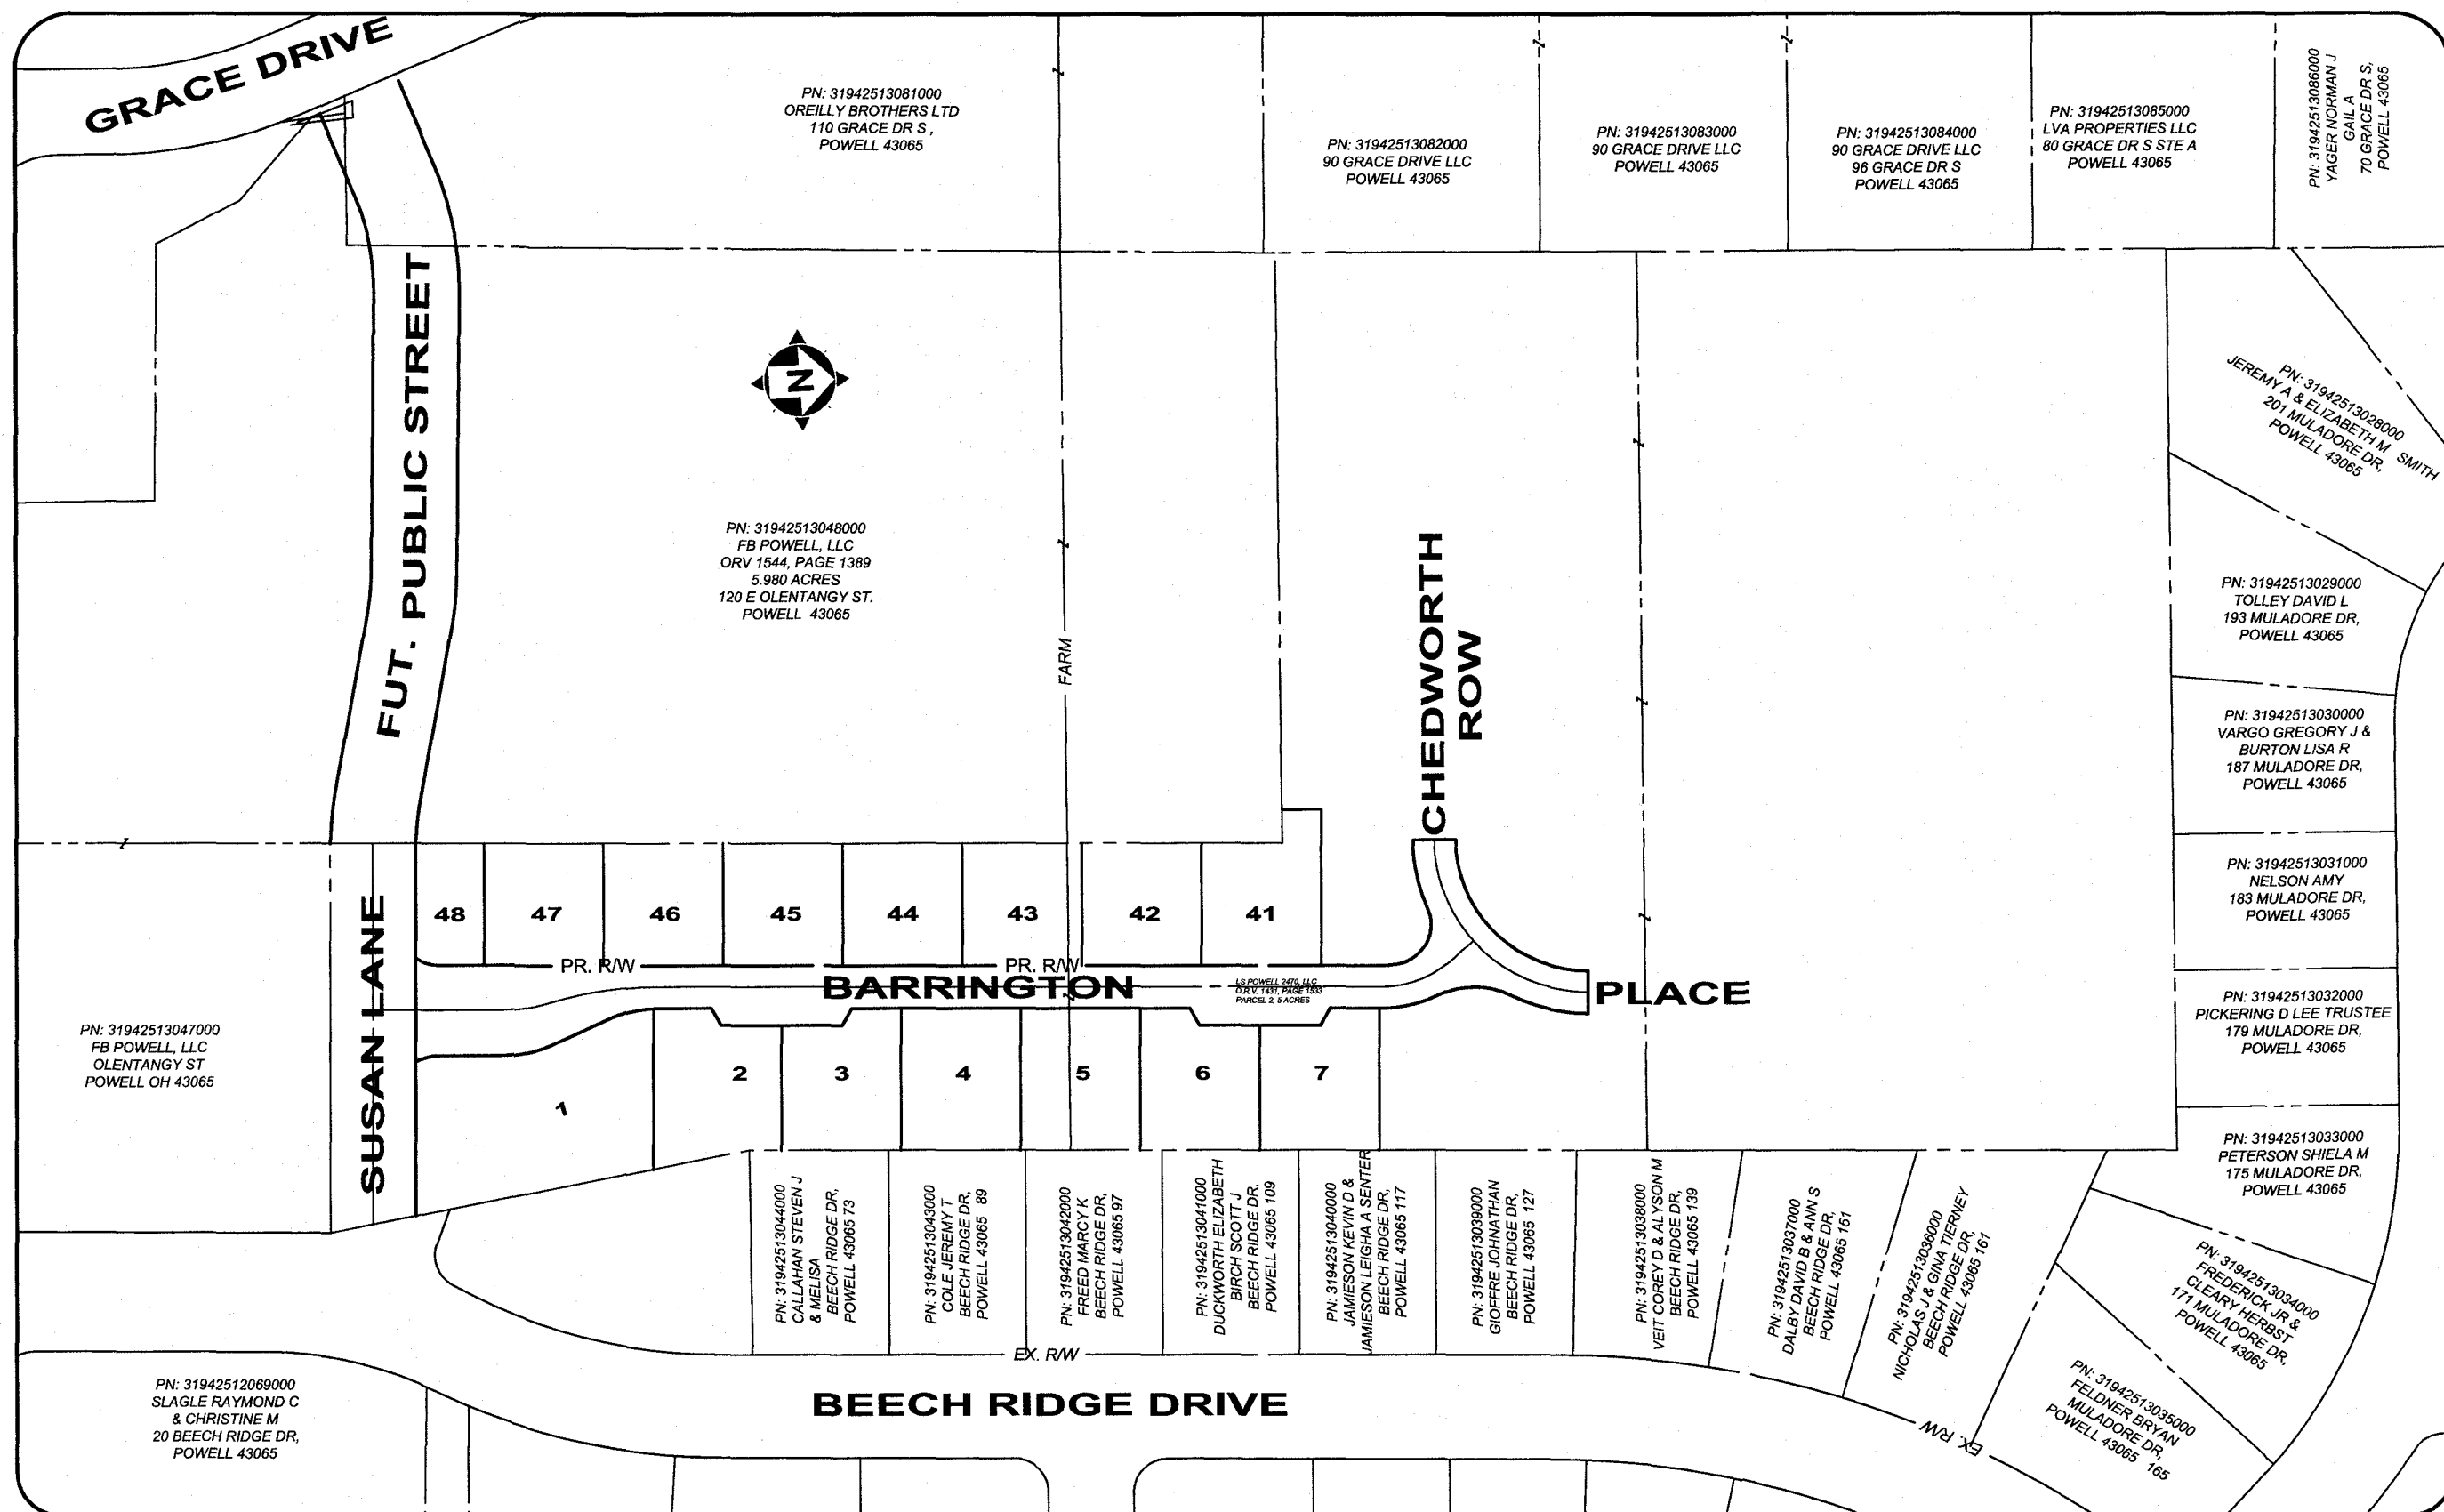 GRACE DRIVE
PN: 31942513081000
OREILLY BROTHERS LTD
110 GRACE DR S ,
POWELL 43065
PN: 31942513082000
90 GRACE DRIVE LLC
POWELL 43065
PN: 31942513083000
90 GRACE DRIVE LLC
POWELL 43065
PN: 31942513084000
90 GRACE DRIVE LLC
96 GRACE DR S
POWELL 43065
PN: 31942513085000
LVA PROPERTIES LLC
80 GRACE DR S STE A
POWELL 43065
PN: 31942513086000
YAGER NORMAN J
GAIL A
70 GRACE DR S,
POWELL 43065
FUT. PUBLIC STREET
N
PN: 31942513048000
FB POWELL, LLC
ORV 1544, PAGE 1389
5.980 ACRES
120 E OLENTANGY ST.
POWELL 43065
FARM
CHEDWORTH
ROW
PN: 31942513028000
JEREMY A & ELIZABETH M SMITH
201 MULADORE DR,
POWELL 43065
PN: 31942513029000
TOLLEY DAVID L
193 MULADORE DR,
POWELL 43065
PN: 31942513030000
VARGO GREGORY J &
BURTON LISA R
187 MULADORE DR,
POWELL 43065
PN: 31942513031000
NELSON AMY
183 MULADORE DR,
POWELL 43065
PN: 31942513032000
PICKERING D LEE TRUSTEE
179 MULADORE DR,
POWELL 43065
PN: 31942513033000
PETERSON SHIELA M
175 MULADORE DR,
POWELL 43065
PN: 31942513034000
FREDERICK JR &
CLEARY HERBST
171 MULADORE DR,
POWELL 43065
PN: 31942513035000
FELDNER BRYAN
MULADORE DR,
POWELL 43065 165
48 47 46 45 44 43 42 41
PR. R/W PR. R/W
BARRINGTON PLACE
LS POWELL 2470, LLC
O.R.V. 1431, PAGE 1533
PARCEL 2, 5 ACRES
SUSAN LANE
PN: 31942513047000
FB POWELL, LLC
OLENTANGY ST
POWELL OH 43065
1 2 3 4 5 6 7
PN: 31942513044000
CALLAHAN STEVEN J
& MELISA
BEECH RIDGE DR,
POWELL 43065 73
PN: 31942513043000
COLE JEREMY T
BEECH RIDGE DR,
POWELL 43065 89
PN: 31942513042000
FREED MARCY K
BEECH RIDGE DR,
POWELL 43065 97
PN: 31942513041000
DUCKWORTH ELIZABETH
BIRCH SCOTT J
BEECH RIDGE DR,
POWELL 43065 109
PN: 31942513040000
JAMIESON KEVIN D &
JAMIESON LEIGHA A SENTER
BEECH RIDGE DR,
POWELL 43065 117
PN: 31942513039000
GIOFFRE JOHNATHAN
BEECH RIDGE DR,
POWELL 43065 127
PN: 31942513038000
VEIT COREY D & ALYSON M
BEECH RIDGE DR,
POWELL 43065 139
PN: 31942513037000
DALBY DAVID B & ANN S
BEECH RIDGE DR,
POWELL 43065 151
PN: 31942513036000
NICHOLAS J & GINA TIERNEY
BEECH RIDGE DR,
POWELL 43065 161
EX. R/W
EX. R/W
BEECH RIDGE DRIVE
PN: 31942512069000
SLAGLE RAYMOND C
& CHRISTINE M
20 BEECH RIDGE DR,
POWELL 43065